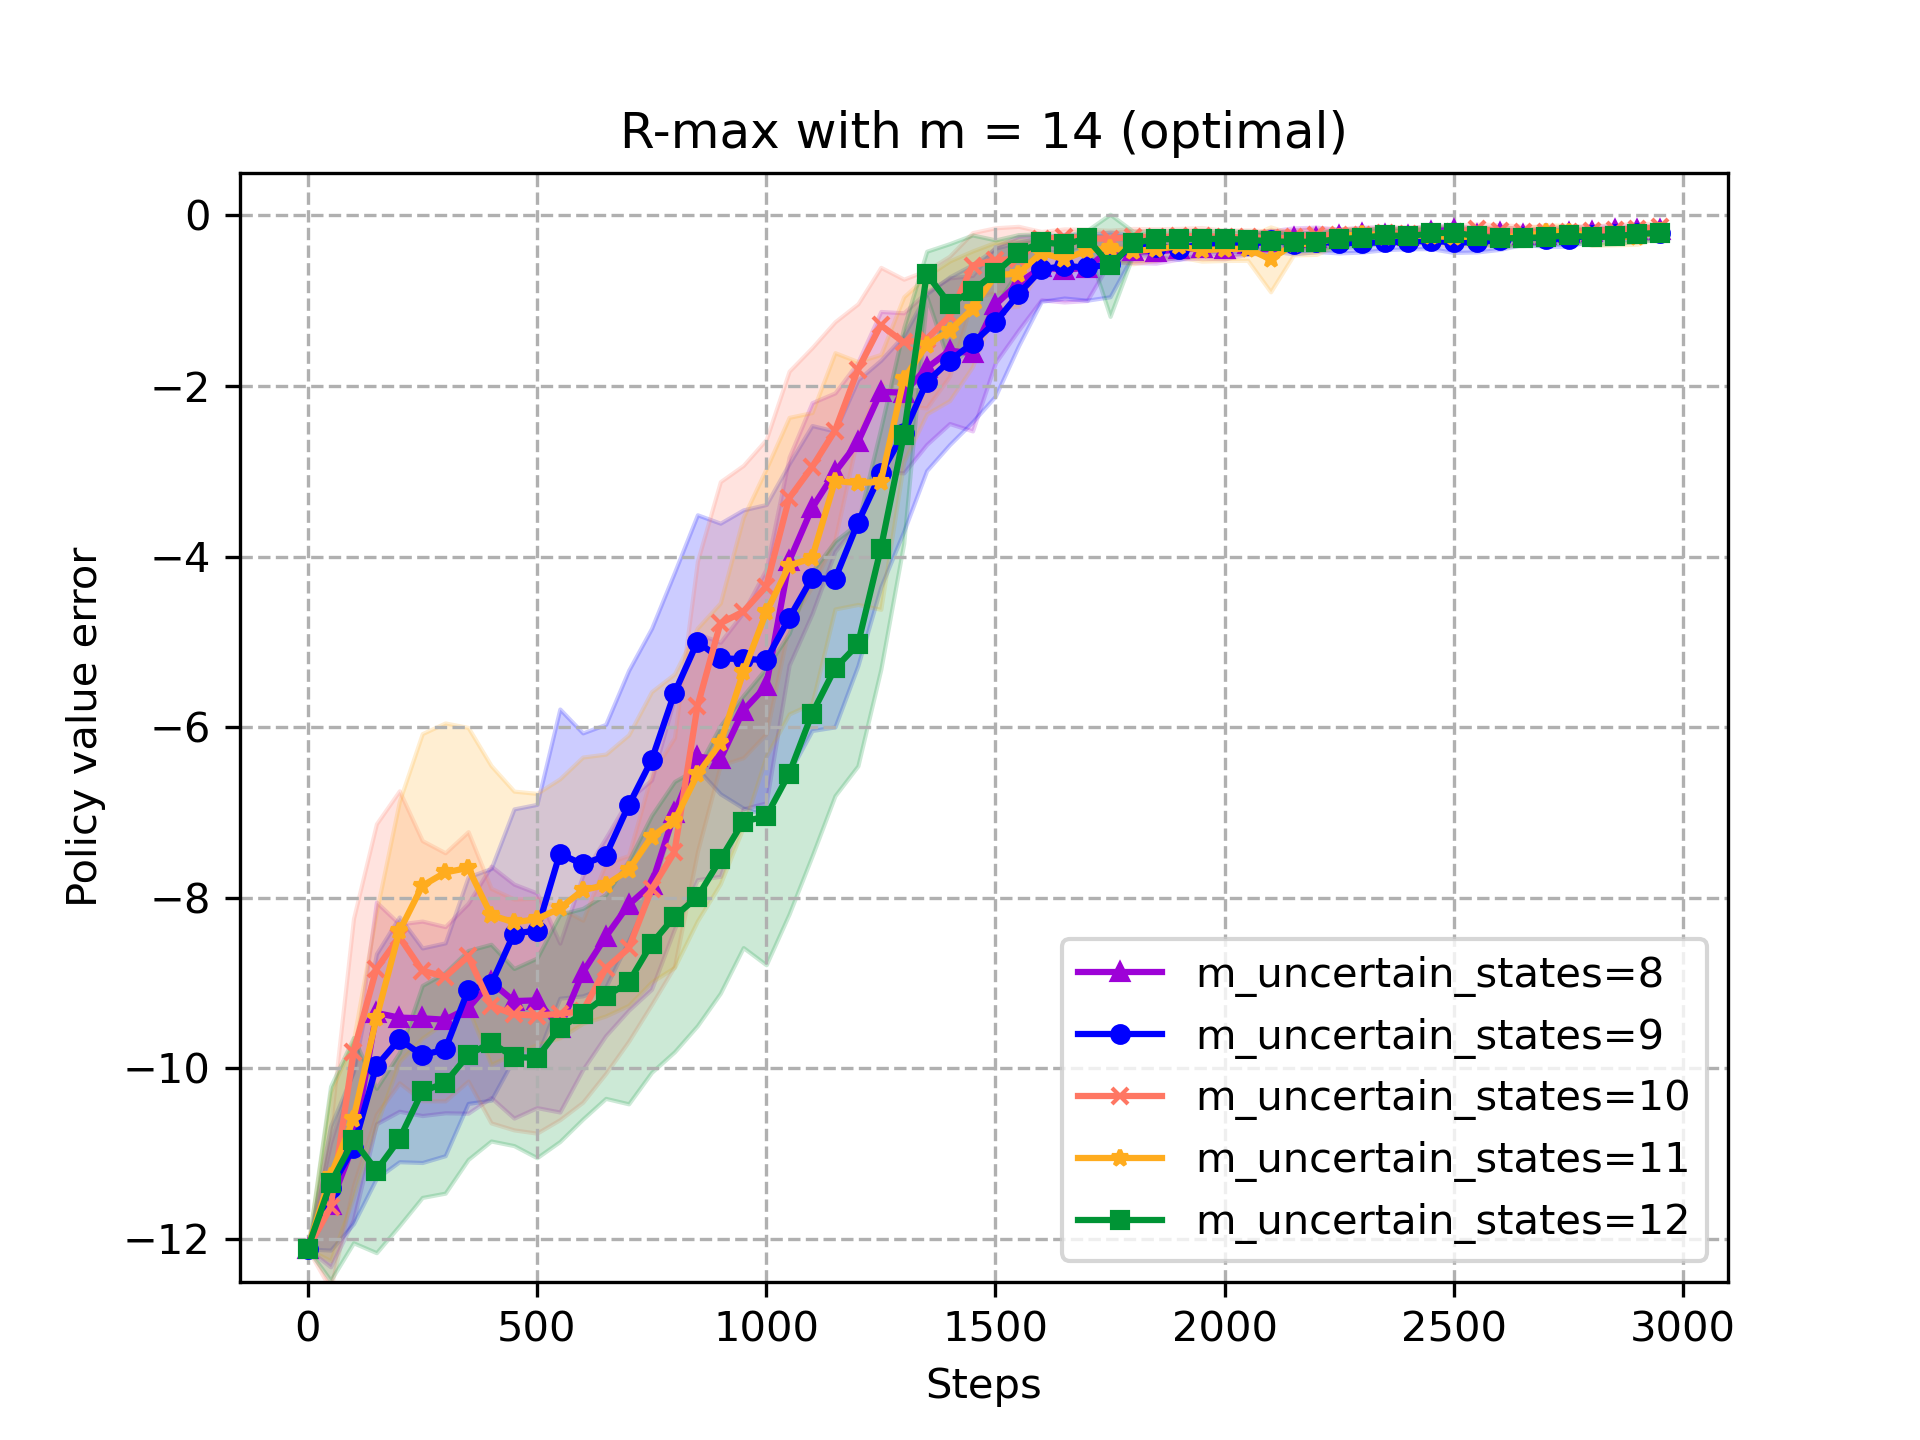 R-max with m = 14 (optimal)
Policy value error
0
−2
−4
−6
−8
−10
−12
m_uncertain_states=8
m_uncertain_states=9
m_uncertain_states=10
m_uncertain_states=11
m_uncertain_states=12
0 500 1000 1500 2000 2500 3000
Steps